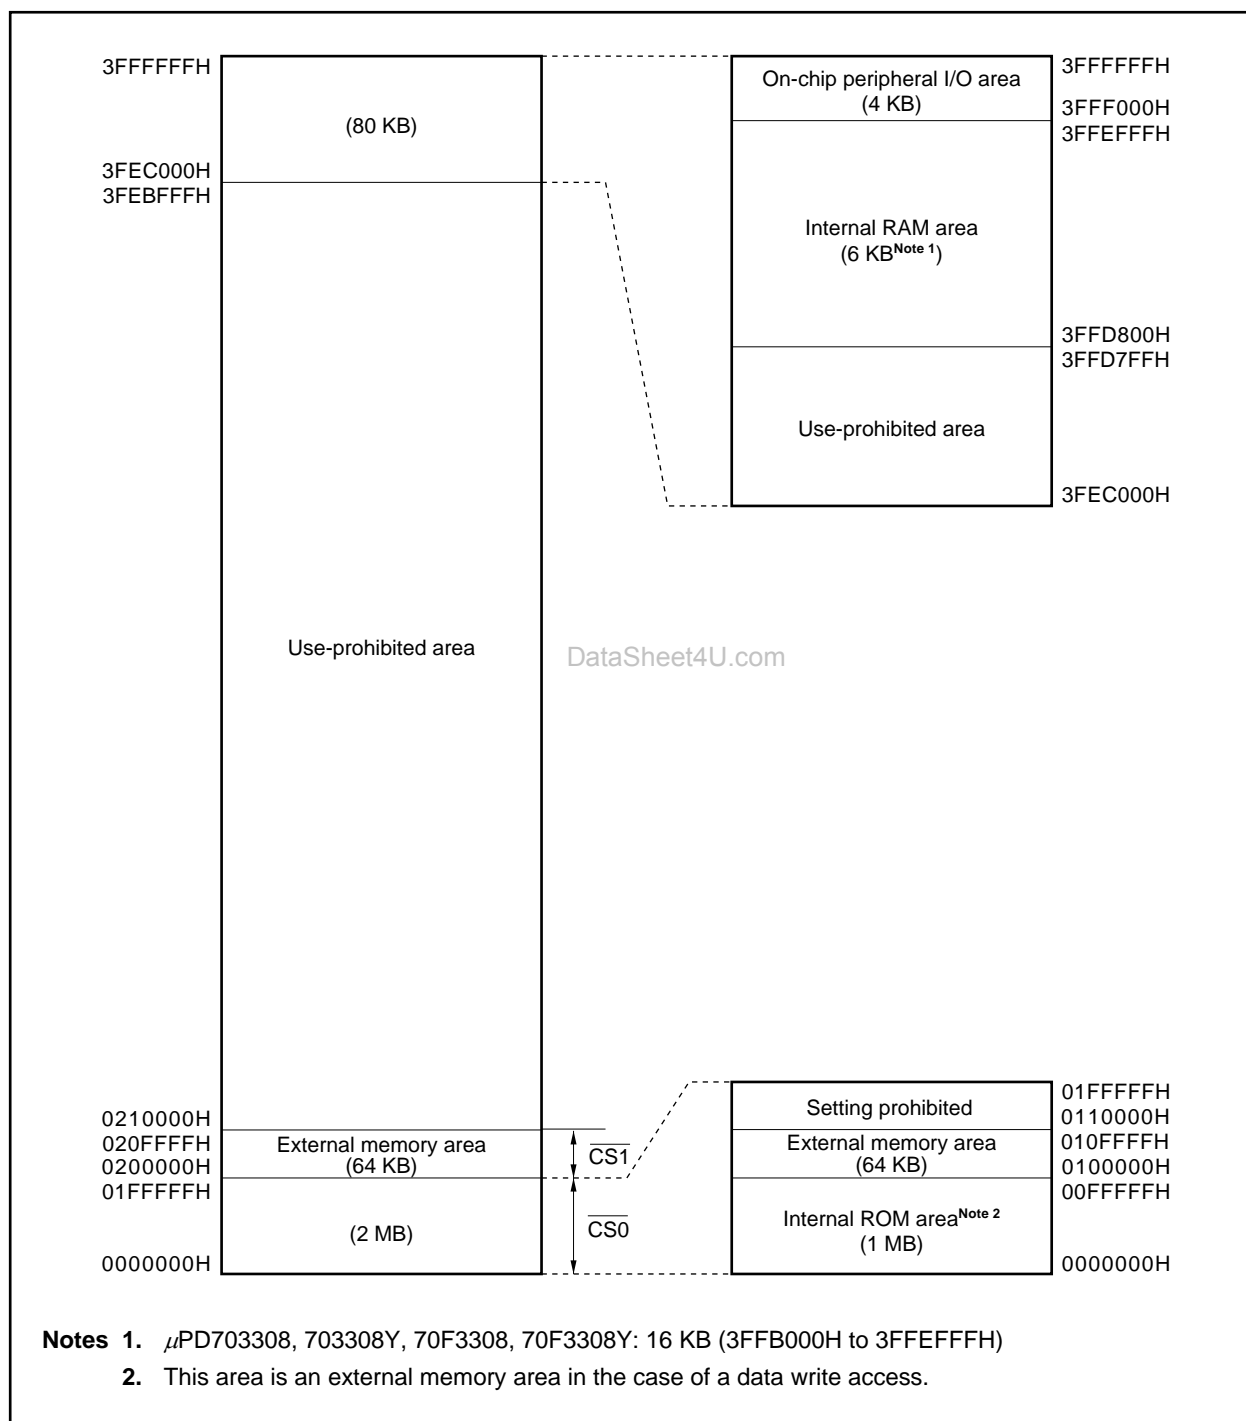 3FFFFFFH
(80 KB)
3FEC000H
3FEBFFFH
Use-prohibited area
0210000H
020FFFFH
0200000H
01FFFFFH
External memory area
(64 KB)
(2 MB)
0000000H
CS1
CS0
On-chip peripheral I/O area
(4 KB)
3FFFFFFH
3FFF000H
3FFEFFFH
Internal RAM area
(6 KBNote 1)
3FFD800H
3FFD7FFH
Use-prohibited area
3FEC000H
DataSheet4U.com
Setting prohibited
01FFFFFH
0110000H
External memory area
(64 KB)
010FFFFH
0100000H
00FFFFFH
Internal ROM areaNote 2
(1 MB)
0000000H
Notes 1. μPD703308, 703308Y, 70F3308, 70F3308Y: 16 KB (3FFB000H to 3FFEFFFH)
2. This area is an external memory area in the case of a data write access.